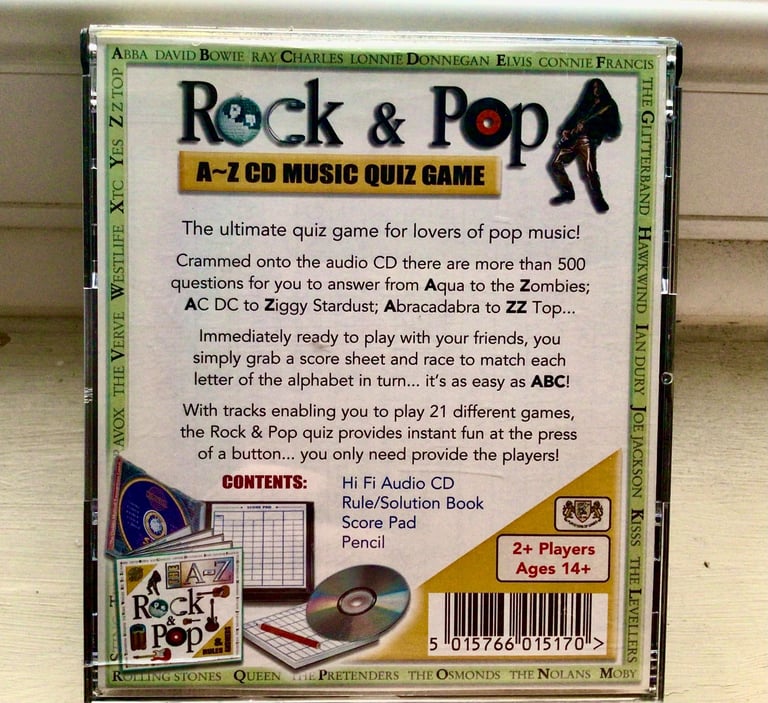 ABBA DAVID BOWIE RAY CHARLES LONNIE DONNEGAN ELVIS CONNIE FRANCIS
THE GLITTERBAND HAWKWIND IAN DURY JOE JACKSON KISSS THE LEVELLERS
Rock & Pop
A~Z CD MUSIC QUIZ GAME
The ultimate quiz game for lovers of pop music!
Crammed onto the audio CD there are more than 500
questions for you to answer from Aqua to the Zombies;
AC DC to Ziggy Stardust; Abracadabra to ZZ Top...
Immediately ready to play with your friends, you
simply grab a score sheet and race to match each
letter of the alphabet in turn... it's as easy as ABC!
With tracks enabling you to play 21 different games,
the Rock & Pop quiz provides instant fun at the press
of a button... you only need provide the players!
CONTENTS:
Hi Fi Audio CD
Rule/Solution Book
Score Pad
Pencil
SCORE PAD
THE A-Z
Rock
&
Pop
& RULES
2+ Players
Ages 14+
5 015766 015170 >
ROLLING STONES QUEEN THE PRETENDERS THE OSMONDS THE NOLANS MOBY
AVOX THE VERVE WESTLIFE XTC YES ZZ TOP